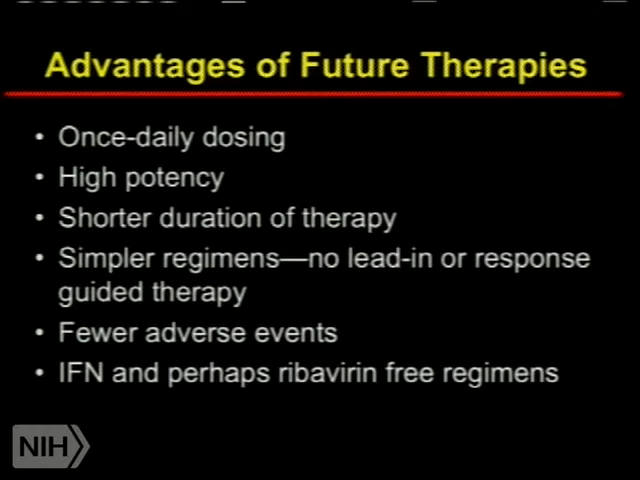 Advantages of Future Therapies
• Once-daily dosing
• High potency
• Shorter duration of therapy
• Simpler regimens—no lead-in or response
guided therapy
• Fewer adverse events
• IFN and perhaps ribavirin free regimens
NIH